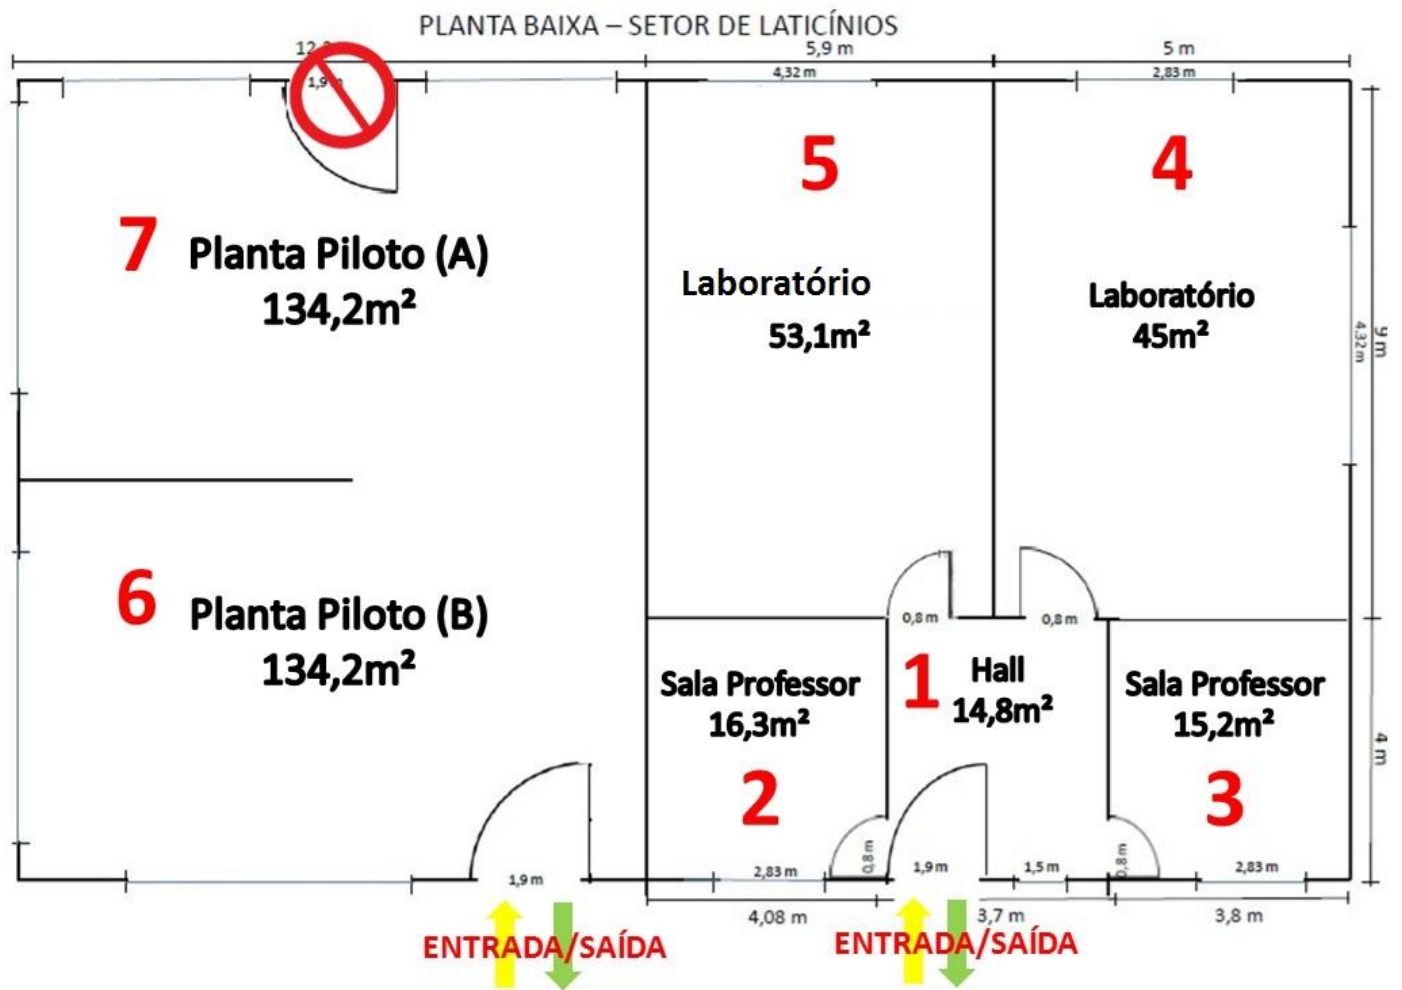 PLANTA BAIXA – SETOR DE LATICÍNIOS
5,9 m
5 m
4,32 m
2,83 m
5
4
7
Planta Piloto (A)
134,2m²
Laboratório
53,1m²
Laboratório
45m²
4,32 m
9 m
6
Planta Piloto (B)
134,2m²
0,8 m
0,8 m
Sala Professor
16,3m²
2
1
Hall
14,8m²
Sala Professor
15,2m²
3
4 m
1,9 m
2,83 m
0,8 m
1,9 m
1,5 m
0,8 m
2,83 m
4,08 m
3,7 m
3,8 m
ENTRADA/SAÍDA
ENTRADA/SAÍDA